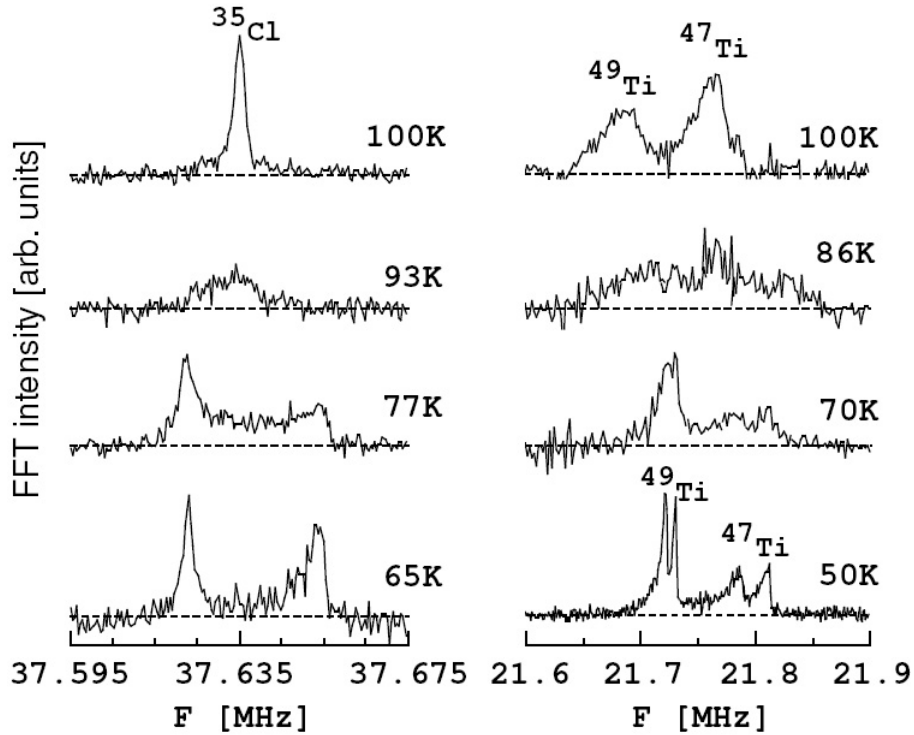 FFT intensity [arb. units]
35Cl
100K
93K
77K
65K
37.595 37.635 37.675
F [MHz]
49Ti
47Ti
100K
86K
70K
49Ti
47Ti
50K
21.6 21.7 21.8 21.9
F [MHz]